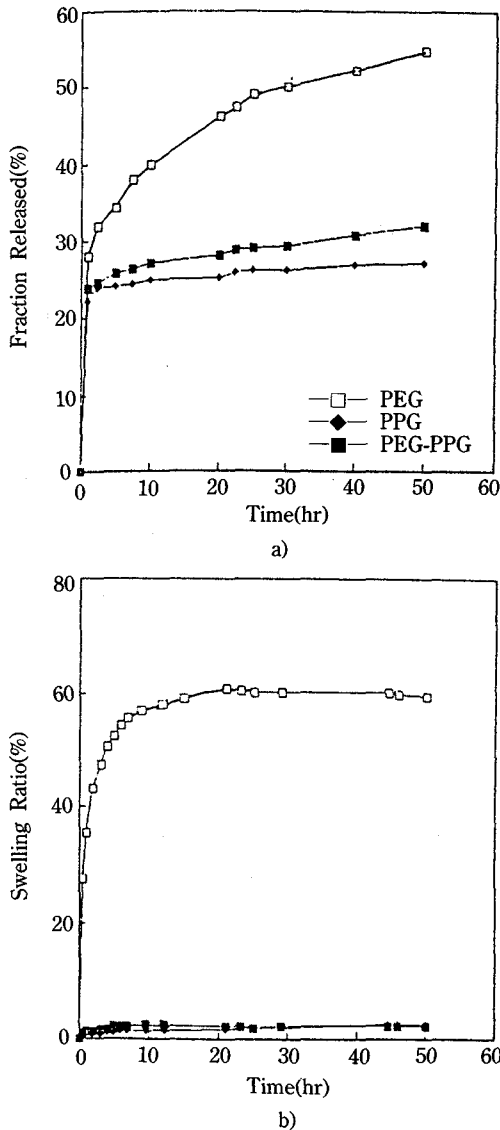 60
50
40
30
20
10
0
Fraction Released(%)
PEG
PPG
PEG-PPG
0 10 20 30 40 50 60
Time(hr)
a)
80
60
40
20
0
Swelling Ratio(%)
0 10 20 30 40 50 60
Time(hr)
b)